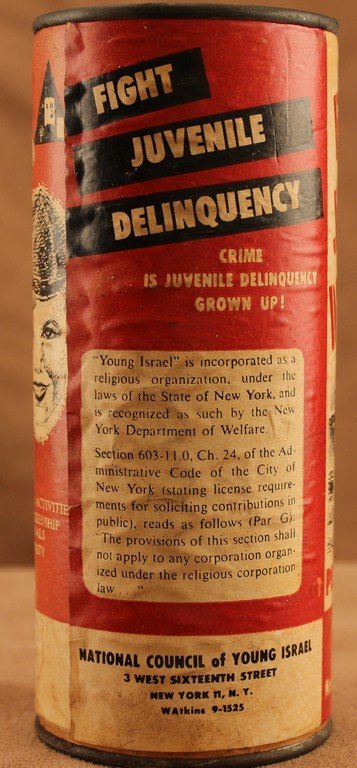 FIGHT
JUVENILE
DELINQUENCY
CRIME
IS JUVENILE DELINQUENCY
GROWN UP!
"Young Israel" is incorporated as a
religious organization, under the
laws of the State of New York, and
is recognized as such by the New
York Department of Welfare.
Section 603-11.0, Ch. 24, of the Ad-
ministrative Code of the City of
New York (stating license require-
ments for soliciting contributions in
public), reads as follows (Par. G):
"The provisions of this section shall
not apply to any corporation organ-
ized under the religious corporation
law . . ."
NATIONAL COUNCIL of YOUNG ISRAEL
3 WEST SIXTEENTH STREET
NEW YORK 11, N. Y.
WAtkins 9-1525